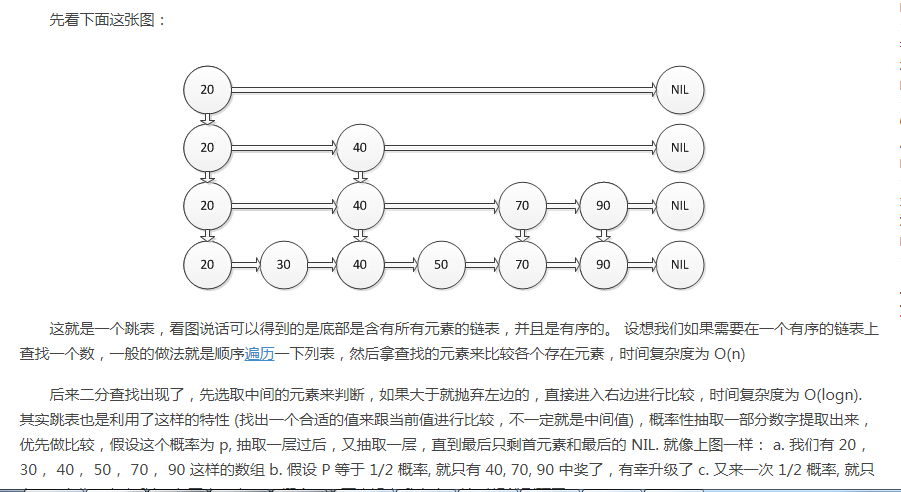 先看下面这张图：
20 NIL
20 40 NIL
20 40 70 90 NIL
20 30 40 50 70 90 NIL
这就是一个跳表，看图说话可以得到的是底部是含有所有元素的链表，并且是有序的。 设想我们如果需要在一个有序的链表上
查找一个数，一般的做法就是顺序遍历一下列表，然后拿查找的元素来比较各个存在元素，时间复杂度为 O(n)
后来二分查找出现了，先选取中间的元素来判断，如果大于就抛弃左边的，直接进入右边进行比较，时间复杂度为 O(logn).
其实跳表也是利用了这样的特性 (找出一个合适的值来跟当前值进行比较，不一定就是中间值)，概率性抽取一部分数字提取出来，
优先做比较，假设这个概率为 p, 抽取一层过后，又抽取一层，直到最后只剩首元素和最后的 NIL. 就像上图一样： a. 我们有 20，
30， 40， 50， 70， 90 这样的数组 b. 假设 P 等于 1/2 概率, 就只有 40, 70, 90 中奖了，有幸升级了 c. 又来一次 1/2 概率, 就只